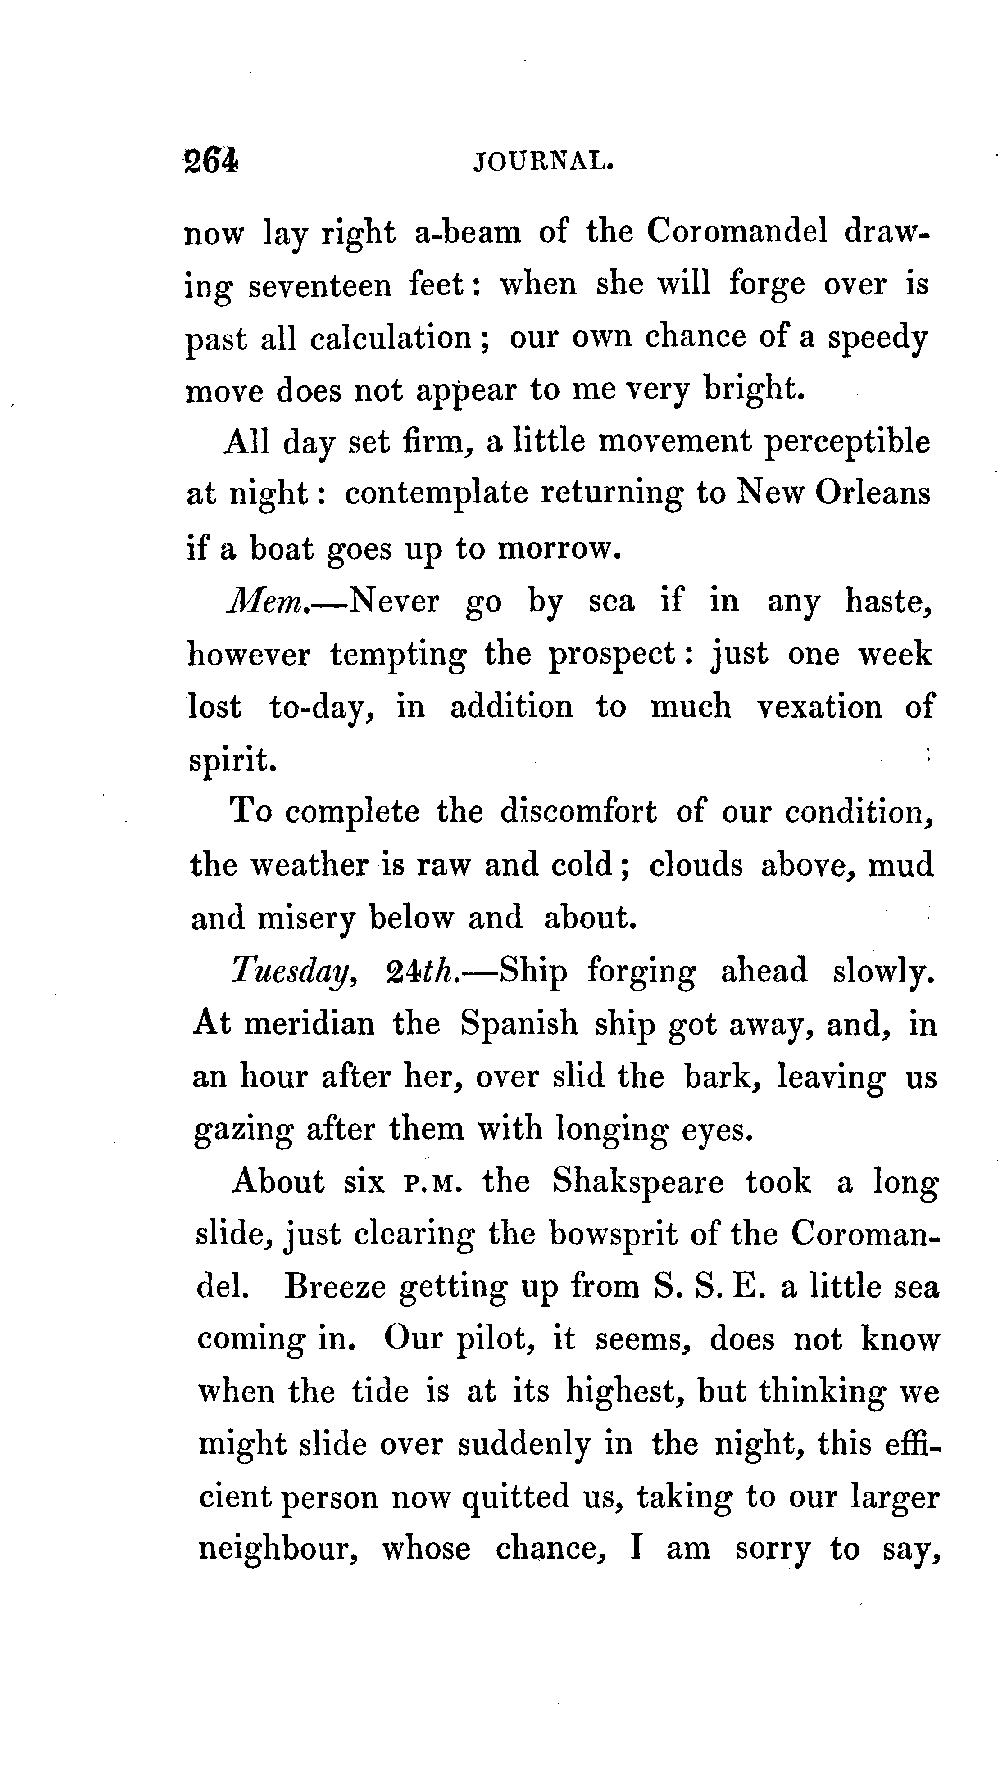 264 JOURNAL.
now lay right a-beam of the Coromandel draw-
ing seventeen feet: when she will forge over is
past all calculation; our own chance of a speedy
move does not appear to me very bright.
All day set firm, a little movement perceptible
at night: contemplate returning to New Orleans
if a boat goes up to morrow.
Mem.—Never go by sea if in any haste,
however tempting the prospect: just one week
lost to-day, in addition to much vexation of
spirit.
To complete the discomfort of our condition,
the weather is raw and cold; clouds above, mud
and misery below and about.
Tuesday, 24th.—Ship forging ahead slowly.
At meridian the Spanish ship got away, and, in
an hour after her, over slid the bark, leaving us
gazing after them with longing eyes.
About six P.M. the Shakspeare took a long
slide, just clearing the bowsprit of the Coroman-
del. Breeze getting up from S. S. E. a little sea
coming in. Our pilot, it seems, does not know
when the tide is at its highest, but thinking we
might slide over suddenly in the night, this effi-
cient person now quitted us, taking to our larger
neighbour, whose chance, I am sorry to say,